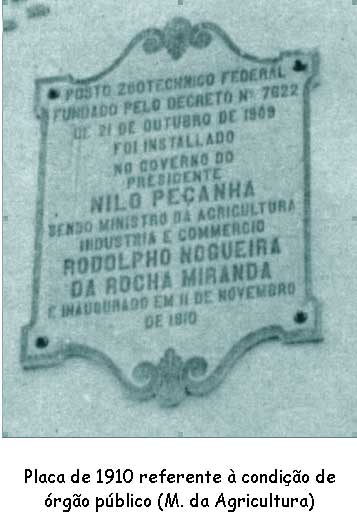 POSTO ZOOTECHNICO FEDERAL
FUNDADO PELO DECRETO Nº 7622
DE 21 DE OUTUBRO DE 1909
FOI INSTALLADO
NO GOVERNO DO
PRESIDENTE
NILO PEÇANHA
SENDO MINISTRO DA AGRICULTURA
INDUSTRIA E COMMERCIO
RODOLPHO NOGUEIRA
DA ROCHA MIRANDA
E INAUGURADO EM 11 DE NOVEMBRO
DE 1910
Placa de 1910 referente à condição de
órgão público (M. da Agricultura)